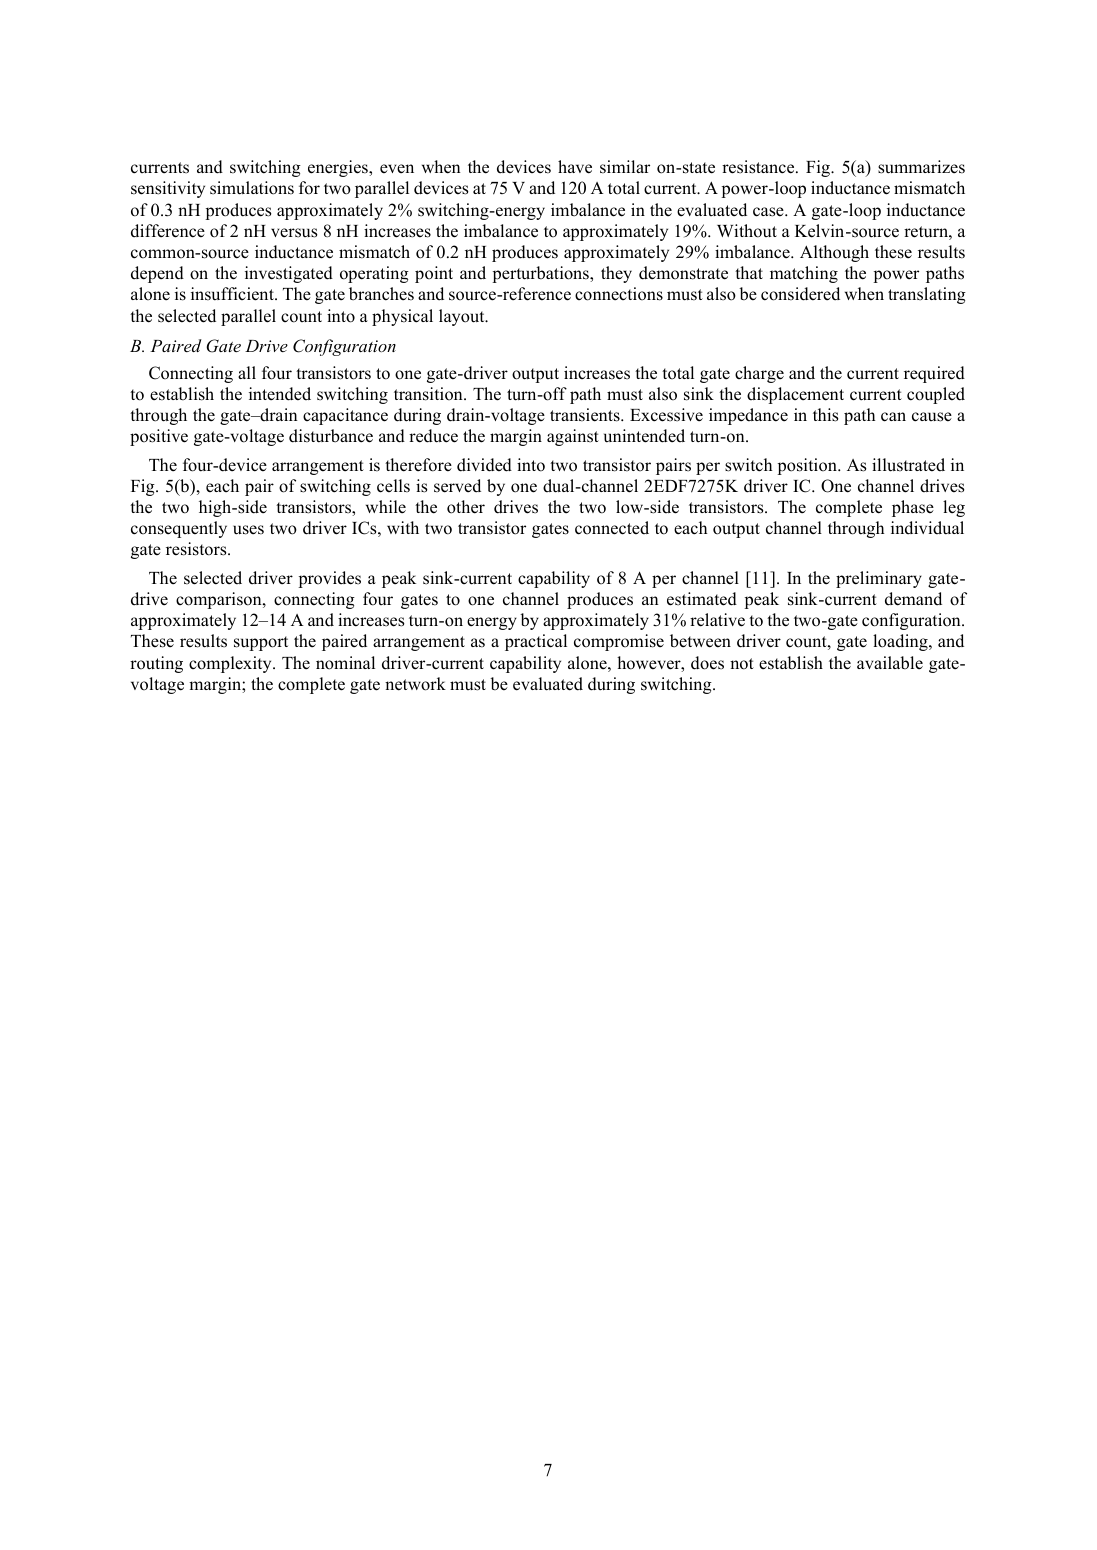 currents and switching energies, even when the devices have similar on-state resistance. Fig. 5(a) summarizes
sensitivity simulations for two parallel devices at 75 V and 120 A total current. A power-loop inductance mismatch
of 0.3 nH produces approximately 2% switching-energy imbalance in the evaluated case. A gate-loop inductance
difference of 2 nH versus 8 nH increases the imbalance to approximately 19%. Without a Kelvin-source return, a
common-source inductance mismatch of 0.2 nH produces approximately 29% imbalance. Although these results
depend on the investigated operating point and perturbations, they demonstrate that matching the power paths
alone is insufficient. The gate branches and source-reference connections must also be considered when translating
the selected parallel count into a physical layout.
B. Paired Gate Drive Configuration
Connecting all four transistors to one gate-driver output increases the total gate charge and the current required
to establish the intended switching transition. The turn-off path must also sink the displacement current coupled
through the gate–drain capacitance during drain-voltage transients. Excessive impedance in this path can cause a
positive gate-voltage disturbance and reduce the margin against unintended turn-on.
The four-device arrangement is therefore divided into two transistor pairs per switch position. As illustrated in
Fig. 5(b), each pair of switching cells is served by one dual-channel 2EDF7275K driver IC. One channel drives
the two high-side transistors, while the other drives the two low-side transistors. The complete phase leg
consequently uses two driver ICs, with two transistor gates connected to each output channel through individual
gate resistors.
The selected driver provides a peak sink-current capability of 8 A per channel [11]. In the preliminary gate-
drive comparison, connecting four gates to one channel produces an estimated peak sink-current demand of
approximately 12–14 A and increases turn-on energy by approximately 31% relative to the two-gate configuration.
These results support the paired arrangement as a practical compromise between driver count, gate loading, and
routing complexity. The nominal driver-current capability alone, however, does not establish the available gate-
voltage margin; the complete gate network must be evaluated during switching.
7